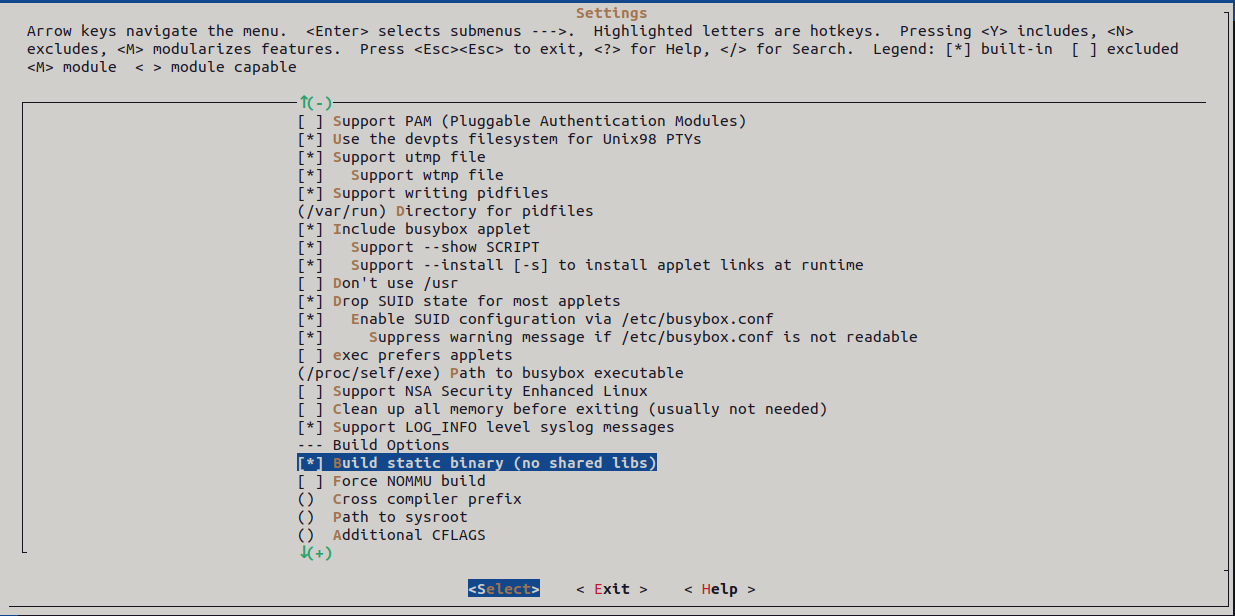 Settings
Arrow keys navigate the menu.  <Enter> selects submenus --->.  Highlighted letters are hotkeys.  Pressing <Y> includes, <N>
excludes, <M> modularizes features.  Press <Esc><Esc> to exit, <?> for Help, </> for Search.  Legend: [*] built-in  [ ] excluded
<M> module  < > module capable
↑(-)
[ ] Support PAM (Pluggable Authentication Modules)
[*] Use the devpts filesystem for Unix98 PTYs
[*] Support utmp file
[*]   Support wtmp file
[*] Support writing pidfiles
(/var/run) Directory for pidfiles
[*] Include busybox applet
[*]   Support --show SCRIPT
[*]   Support --install [-s] to install applet links at runtime
[ ] Don't use /usr
[*] Drop SUID state for most applets
[*]   Enable SUID configuration via /etc/busybox.conf
[*]     Suppress warning message if /etc/busybox.conf is not readable
[ ] exec prefers applets
(/proc/self/exe) Path to busybox executable
[ ] Support NSA Security Enhanced Linux
[ ] Clean up all memory before exiting (usually not needed)
[*] Support LOG_INFO level syslog messages
--- Build Options
[*] Build static binary (no shared libs)
[ ] Force NOMMU build
()  Cross compiler prefix
()  Path to sysroot
()  Additional CFLAGS
↓(+)
<Select>    < Exit >    < Help >